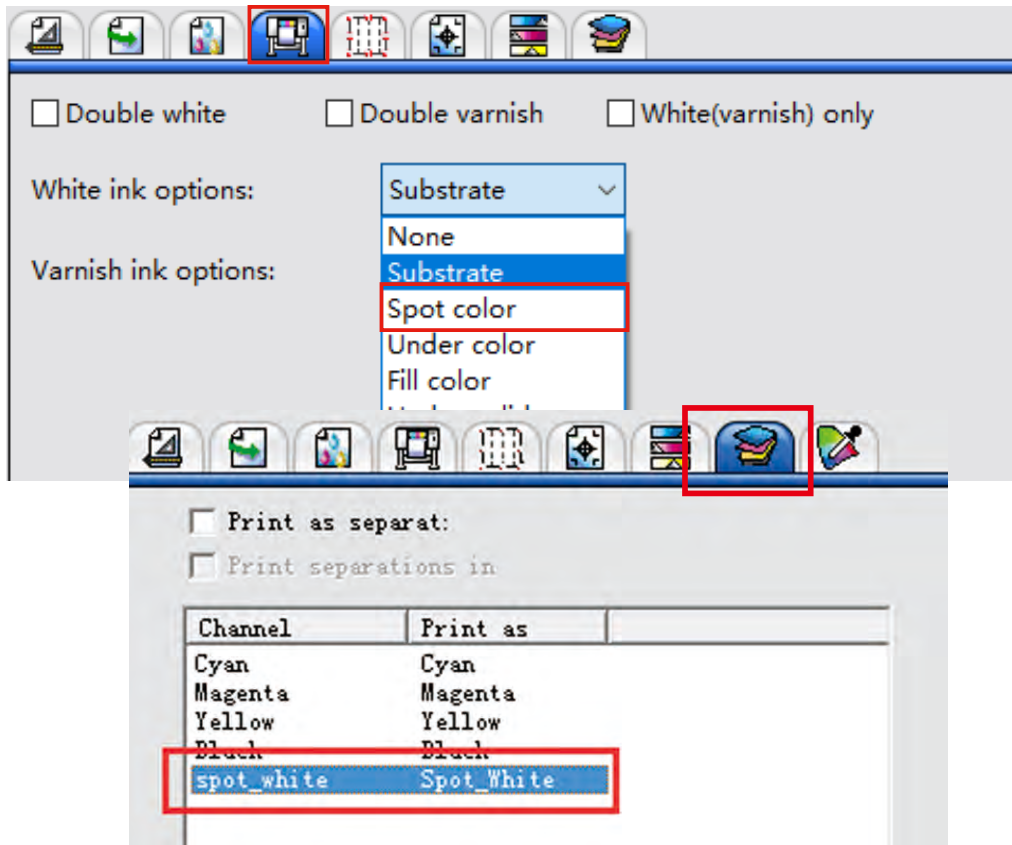 Double white Double varnish White(varnish) only
White ink options: Substrate
None
Varnish ink options: Substrate
Spot color
Under color
Fill color
Print as separat:
Print separations in
Channel Print as
Cyan Cyan
Magenta Magenta
Yellow Yellow
Black Black
spot_white Spot_White